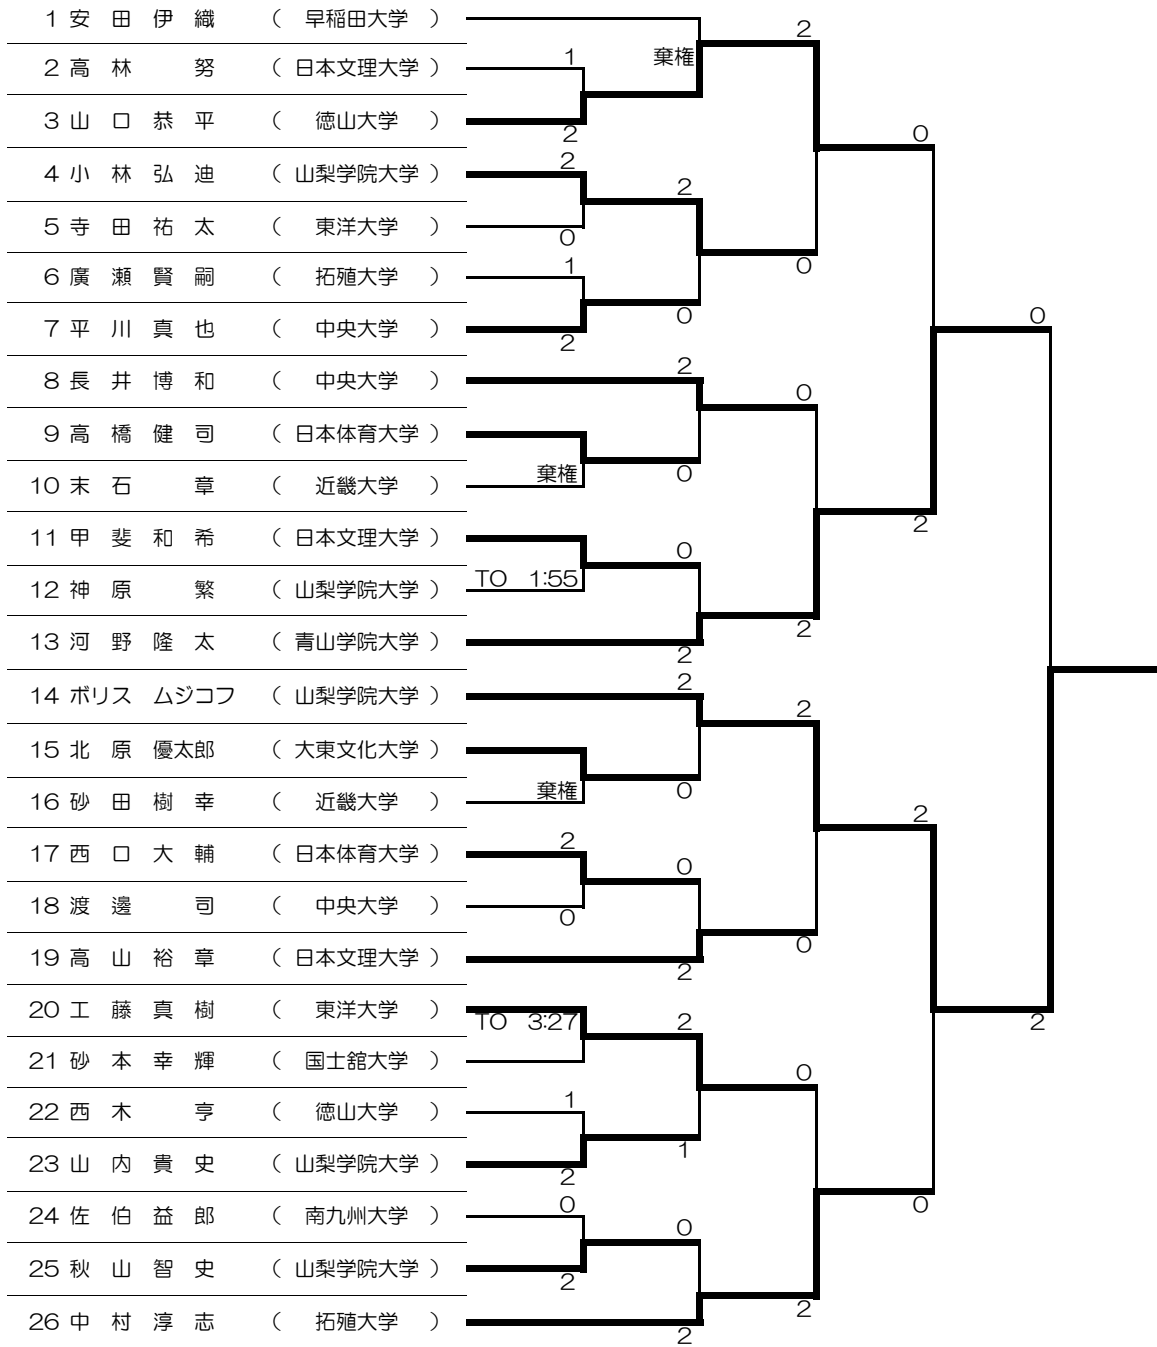 1 安田伊織 ( 早稲田大学 )
2
棄権
1
2 高林 努 ( 日本文理大学 )
3 山口恭平 ( 徳山大学 )
2
0
2
4 小林弘迪 ( 山梨学院大学 )
2
5 寺田祐太 ( 東洋大学 )
0
1
0
6 廣瀬賢嗣 ( 拓殖大学 )
0
0
7 平川真也 ( 中央大学 )
2
2
8 長井博和 ( 中央大学 )
0
9 高橋健司 ( 日本体育大学 )
棄権
0
10 末石 章 ( 近畿大学 )
2
11 甲斐和希 ( 日本文理大学 )
0
TO 1:55
12 神原 繁 ( 山梨学院大学 )
2
13 河野隆太 ( 青山学院大学 )
2
2
14 ボリス ムジコフ ( 山梨学院大学 )
2
15 北原優太郎 ( 大東文化大学 )
棄権
0
16 砂田樹幸 ( 近畿大学 )
2
2
17 西口大輔 ( 日本体育大学 )
0
18 渡邊 司 ( 中央大学 )
0
0
19 高山裕章 ( 日本文理大学 )
2
20 工藤真樹 ( 東洋大学 )
TO 3:27
2
2
21 砂本幸輝 ( 国士舘大学 )
0
1
22 西木 亨 ( 徳山大学 )
1
23 山内貴史 ( 山梨学院大学 )
2
0
0
24 佐伯益郎 ( 南九州大学 )
0
25 秋山智史 ( 山梨学院大学 )
2
2
26 中村淳志 ( 拓殖大学 )
2